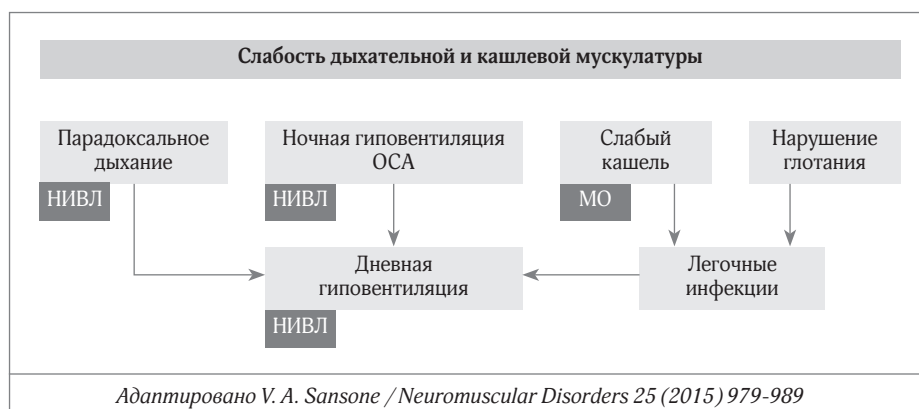 Слабость дыхательной и кашлевой мускулатуры
Парадоксальное
дыхание
НИВЛ
Ночная гиповентиляция
ОСА
НИВЛ
Слабый
кашель
МО
Нарушение
глотания
Дневная
гиповентиляция
НИВЛ
Легочные
инфекции
Адаптировано V. A. Sansone / Neuromuscular Disorders 25 (2015) 979-989